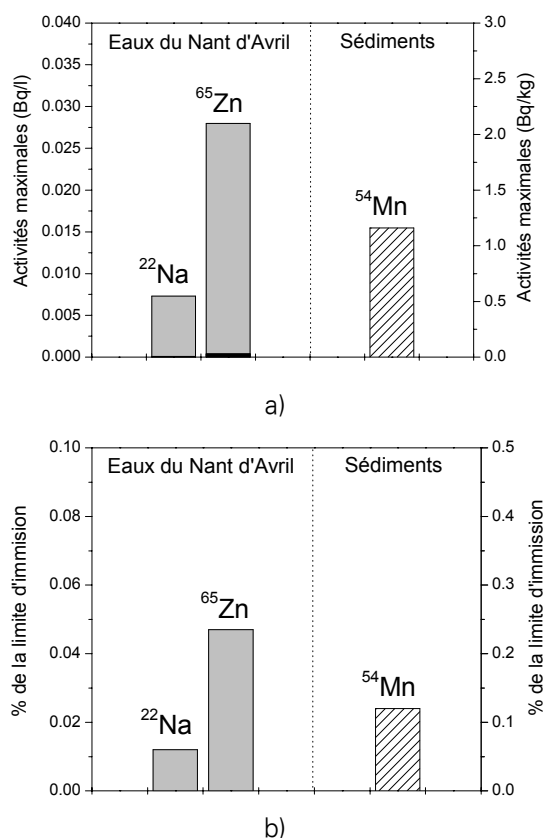 Eaux du Nant d'Avril
Sédiments
Activités maximales (Bq/l)
0.040
0.035
0.030
0.025
0.020
0.015
0.010
0.005
0.000
22Na
65Zn
54Mn
3.0
2.5
2.0
1.5
1.0
0.5
0.0
Activités maximales (Bq/kg)
a)
Eaux du Nant d'Avril
Sédiments
% de la limite d'immision
0.10
0.08
0.06
0.04
0.02
0.00
22Na
65Zn
54Mn
0.5
0.4
0.3
0.2
0.1
0.0
% de la limite d'immission
b)